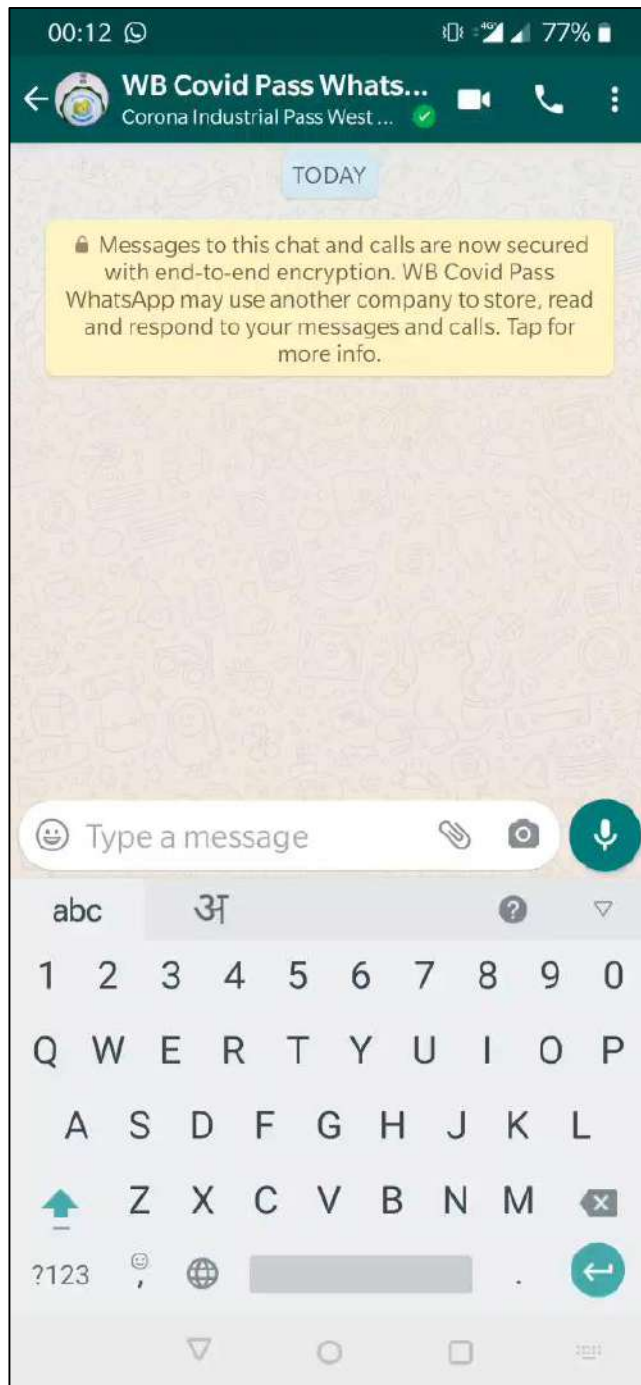 00:12 77%
WB Covid Pass Whats...
Corona Industrial Pass West ...
TODAY
Messages to this chat and calls are now secured
with end-to-end encryption. WB Covid Pass
WhatsApp may use another company to store, read
and respond to your messages and calls. Tap for
more info.
Type a message
abc अ ?
1 2 3 4 5 6 7 8 9 0
Q W E R T Y U I O P
A S D F G H J K L
Z X C V B N M
?123 , .